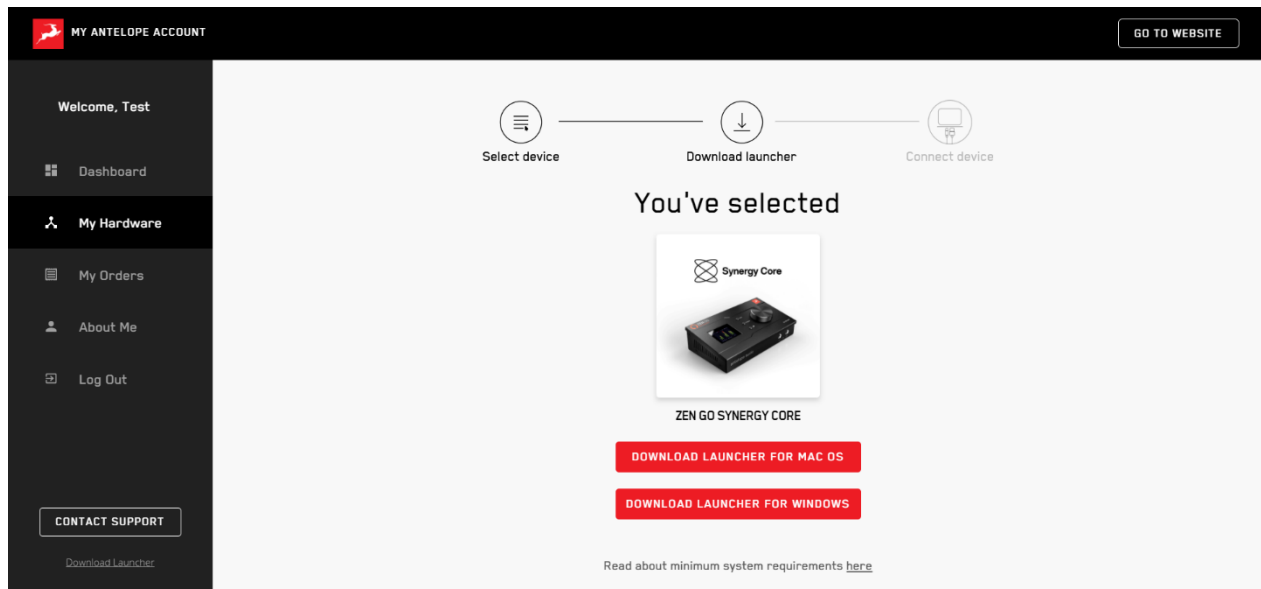 MY ANTELOPE ACCOUNT
GO TO WEBSITE
Welcome, Test
Dashboard
My Hardware
My Orders
About Me
Log Out
CONTACT SUPPORT
Download Launcher
Select device
Download launcher
Connect device
You've selected
Synergy Core
ZEN GO SYNERGY CORE
DOWNLOAD LAUNCHER FOR MAC OS
DOWNLOAD LAUNCHER FOR WINDOWS
Read about minimum system requirements here